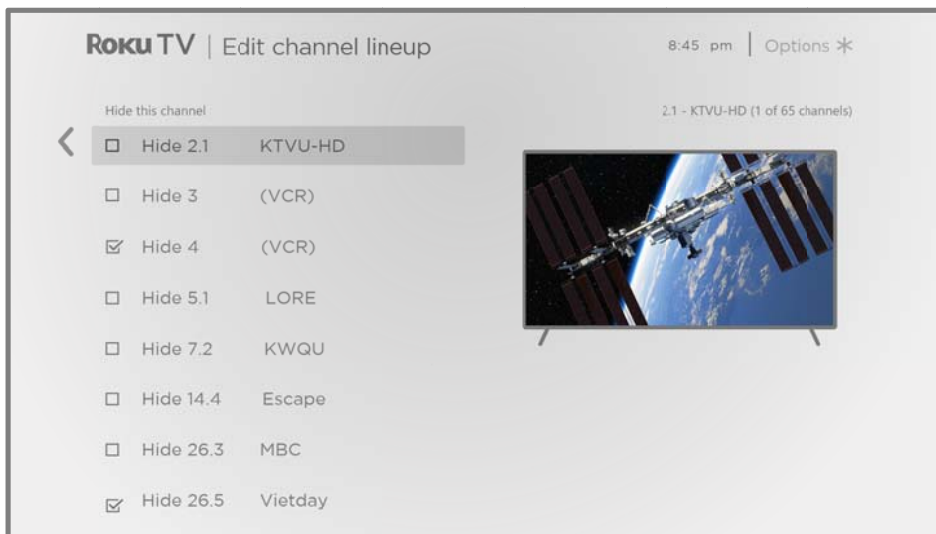 Roku TV | Edit channel lineup
8:45 pm | Options
Hide this channel
2.1 - KTVU-HD (1 of 65 channels)
Hide 2.1 KTVU-HD
Hide 3 (VCR)
Hide 4 (VCR)
Hide 5.1 LORE
Hide 7.2 KWQU
Hide 14.4 Escape
Hide 26.3 MBC
Hide 26.5 Vietday